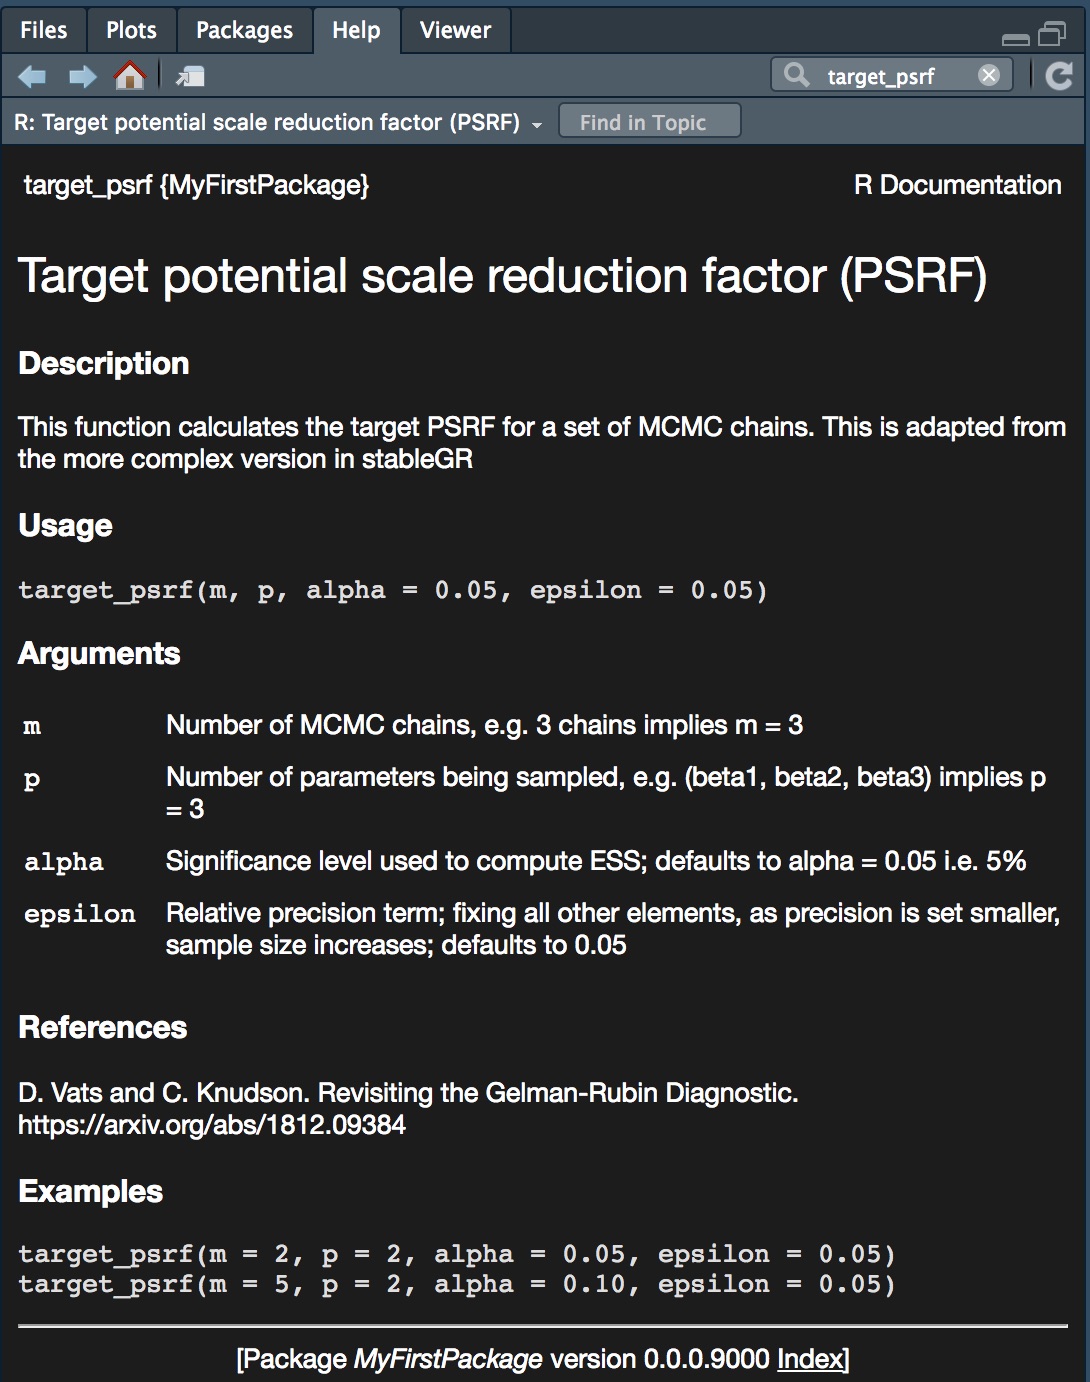 Files Plots Packages Help Viewer
target_psrf
R: Target potential scale reduction factor (PSRF) Find in Topic
target_psrf {MyFirstPackage} R Documentation
Target potential scale reduction factor (PSRF)
Description
This function calculates the target PSRF for a set of MCMC chains. This is adapted from
the more complex version in stableGR
Usage
target_psrf(m, p, alpha = 0.05, epsilon = 0.05)
Arguments
m Number of MCMC chains, e.g. 3 chains implies m = 3
p Number of parameters being sampled, e.g. (beta1, beta2, beta3) implies p
= 3
alpha Significance level used to compute ESS; defaults to alpha = 0.05 i.e. 5%
epsilon Relative precision term; fixing all other elements, as precision is set smaller,
sample size increases; defaults to 0.05
References
D. Vats and C. Knudson. Revisiting the Gelman-Rubin Diagnostic.
https://arxiv.org/abs/1812.09384
Examples
target_psrf(m = 2, p = 2, alpha = 0.05, epsilon = 0.05)
target_psrf(m = 5, p = 2, alpha = 0.10, epsilon = 0.05)
[Package MyFirstPackage version 0.0.0.9000 Index]